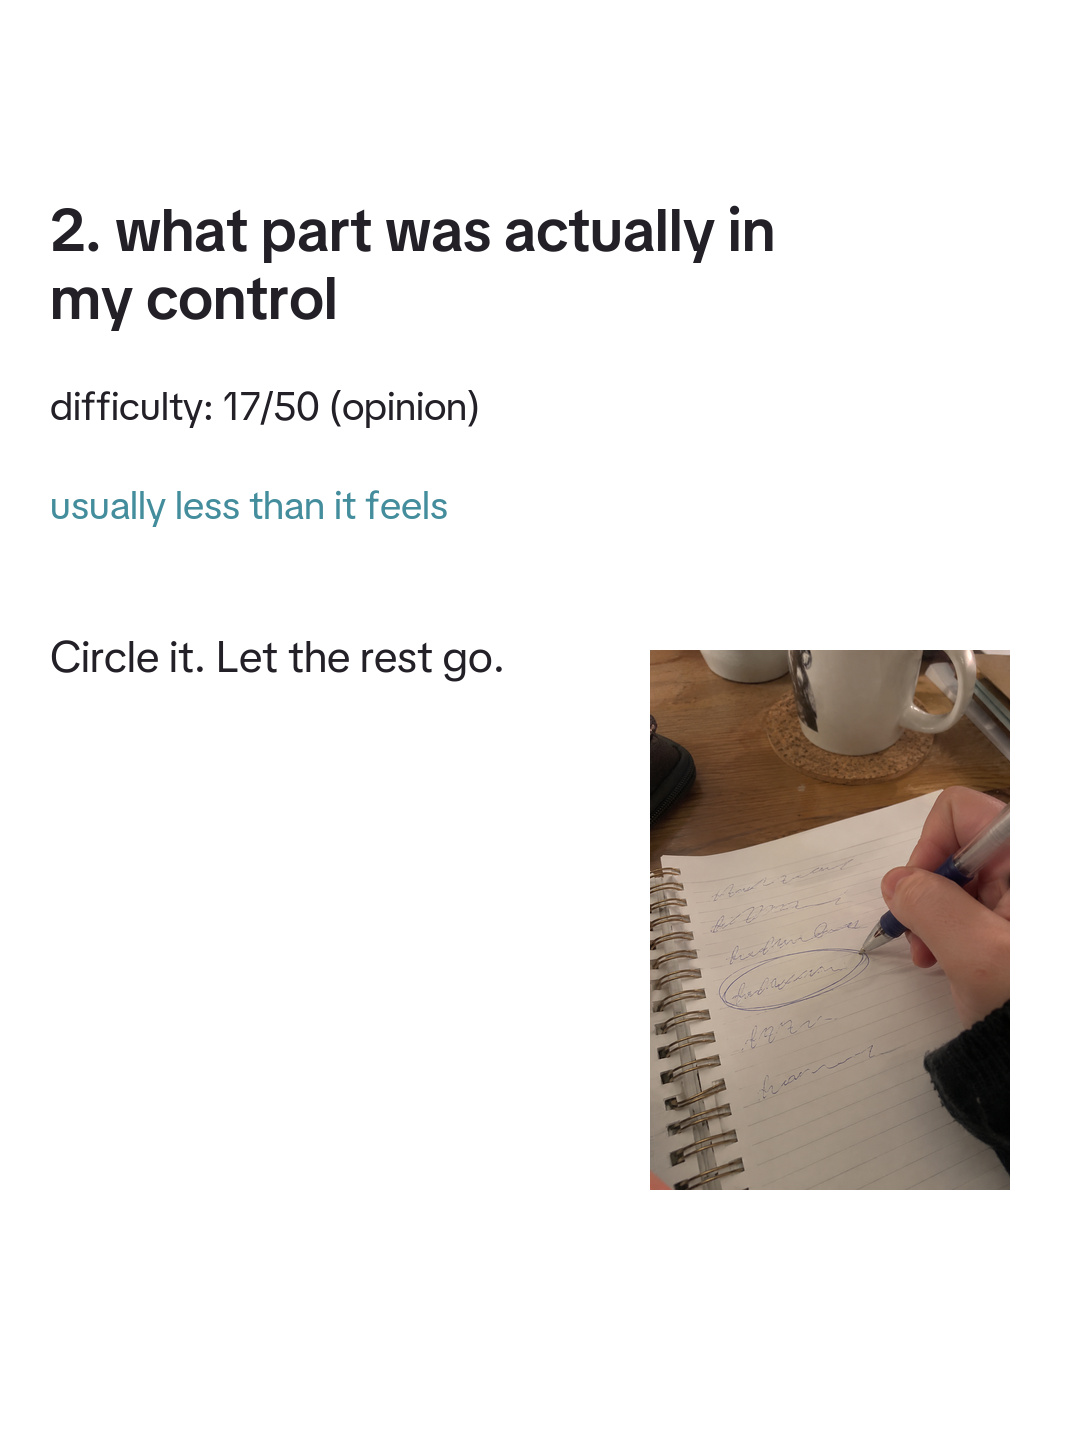 2. what part was actually in
my control
difficulty: 17/50 (opinion)
usually less than it feels
Circle it. Let the rest go.